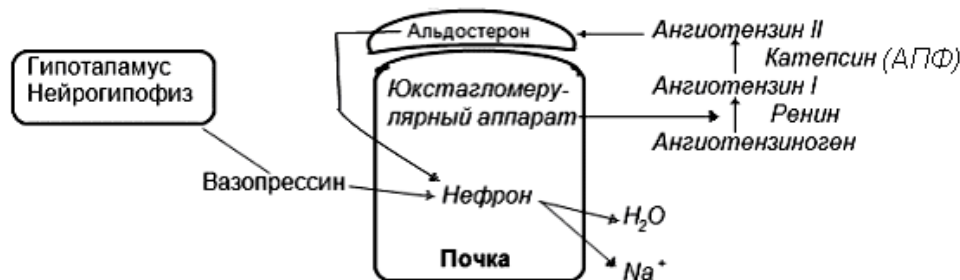 Альдостерон
Ангиотензин II
Катепсин (АПФ)
Гипоталамус
Нейрогипофиз
Юкстагломеру-
лярный аппарат
Ангиотензин I
Ренин
Ангиотензиноген
Вазопрессин
Нефрон
H₂O
Почка
Na⁺